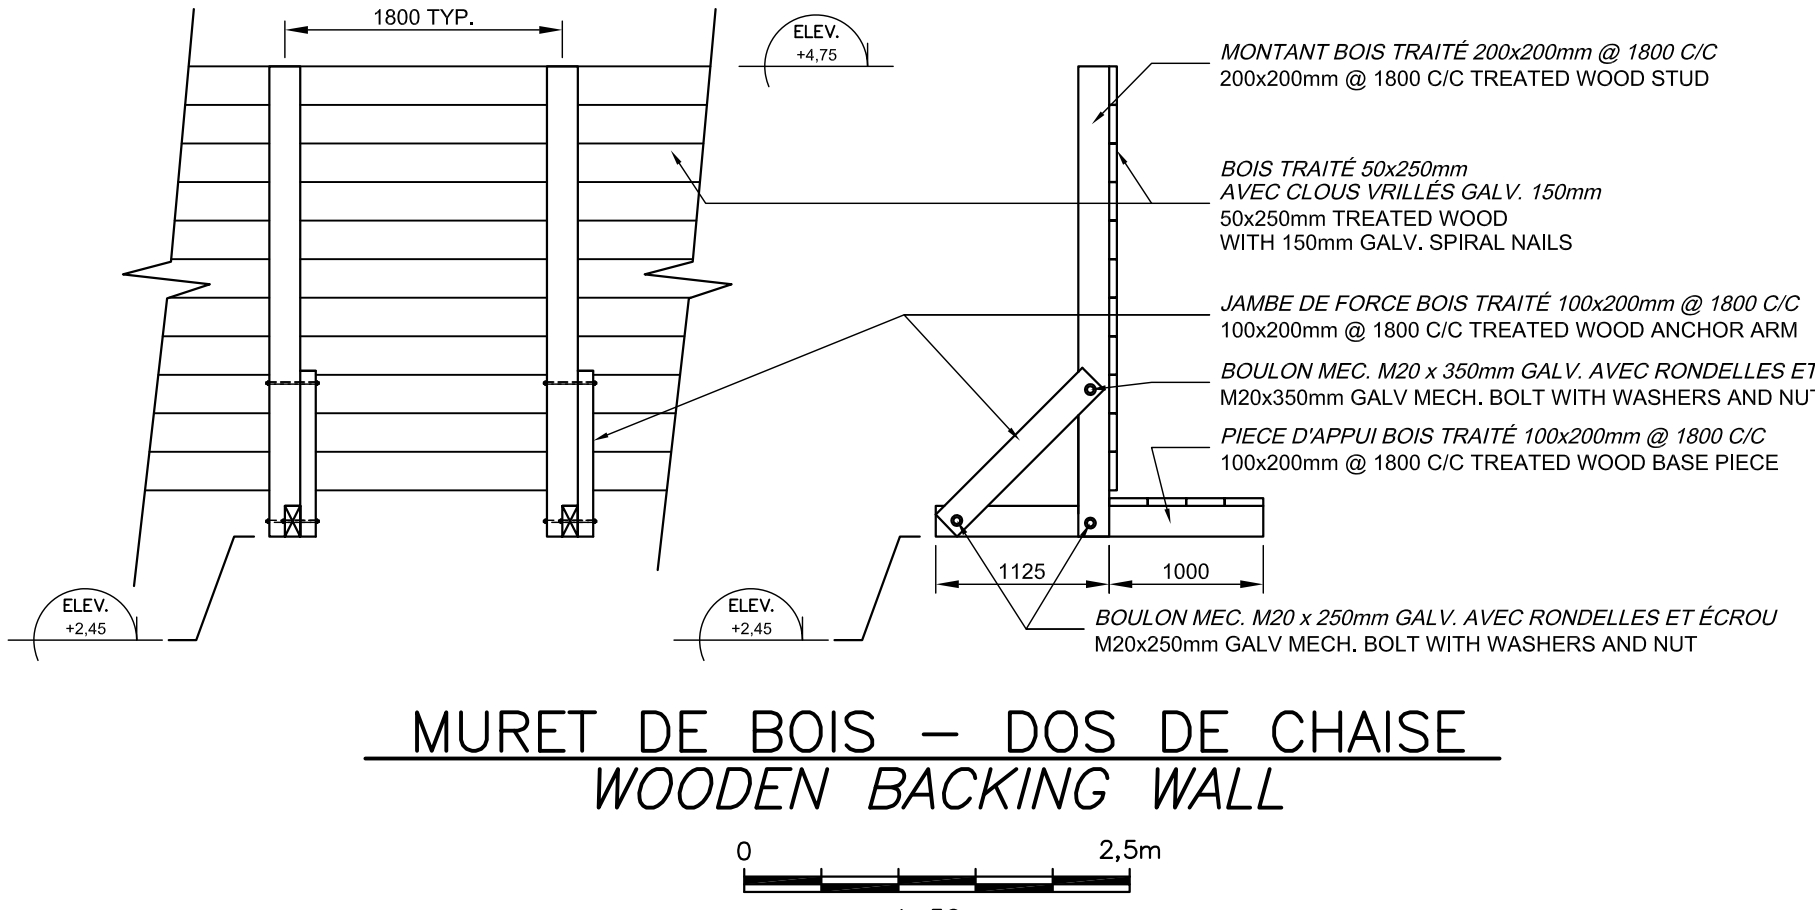 1800 TYP.
ELEV.
+4,75
MONTANT BOIS TRAITÉ 200x200mm @ 1800 C/C
200x200mm @ 1800 C/C TREATED WOOD STUD
BOIS TRAITÉ 50x250mm
AVEC CLOUS VRILLÉS GALV. 150mm
50x250mm TREATED WOOD
WITH 150mm GALV. SPIRAL NAILS
JAMBE DE FORCE BOIS TRAITÉ 100x200mm @ 1800 C/C
100x200mm @ 1800 C/C TREATED WOOD ANCHOR ARM
BOULON MEC. M20 x 350mm GALV. AVEC RONDELLES ET
M20x350mm GALV MECH. BOLT WITH WASHERS AND NUT
PIECE D'APPUI BOIS TRAITÉ 100x200mm @ 1800 C/C
100x200mm @ 1800 C/C TREATED WOOD BASE PIECE
1125
1000
ELEV.
+2,45
ELEV.
+2,45
BOULON MEC. M20 x 250mm GALV. AVEC RONDELLES ET ÉCROU
M20x250mm GALV MECH. BOLT WITH WASHERS AND NUT
MURET DE BOIS – DOS DE CHAISE
WOODEN BACKING WALL
0
2,5m